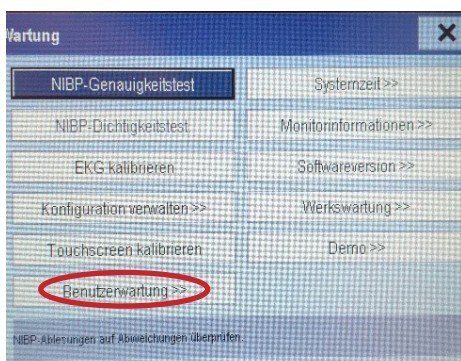 Wartung
NIBP-Genauigkeitstest
Systemzeit >>
NIBP-Dichtigkeitstest
Monitorinformationen >>
EKG kalibrieren
Softwareversion >>
Konfiguration verwalten >>
Werkswartung >>
Touchscreen kalibrieren
Demo >>
Benutzerwartung >>
NIBP-Ablesungen auf Abweichungen überprüfen.